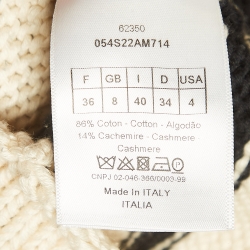 62350
054S22AM714
F GB I D USA
36 8 40 34 4
86% Coton - Cotton - Algodão
14% Cachemire - Cashmere
Cashmere
CNPJ 02-046-366/0003-99
Made In ITALY
ITALIA